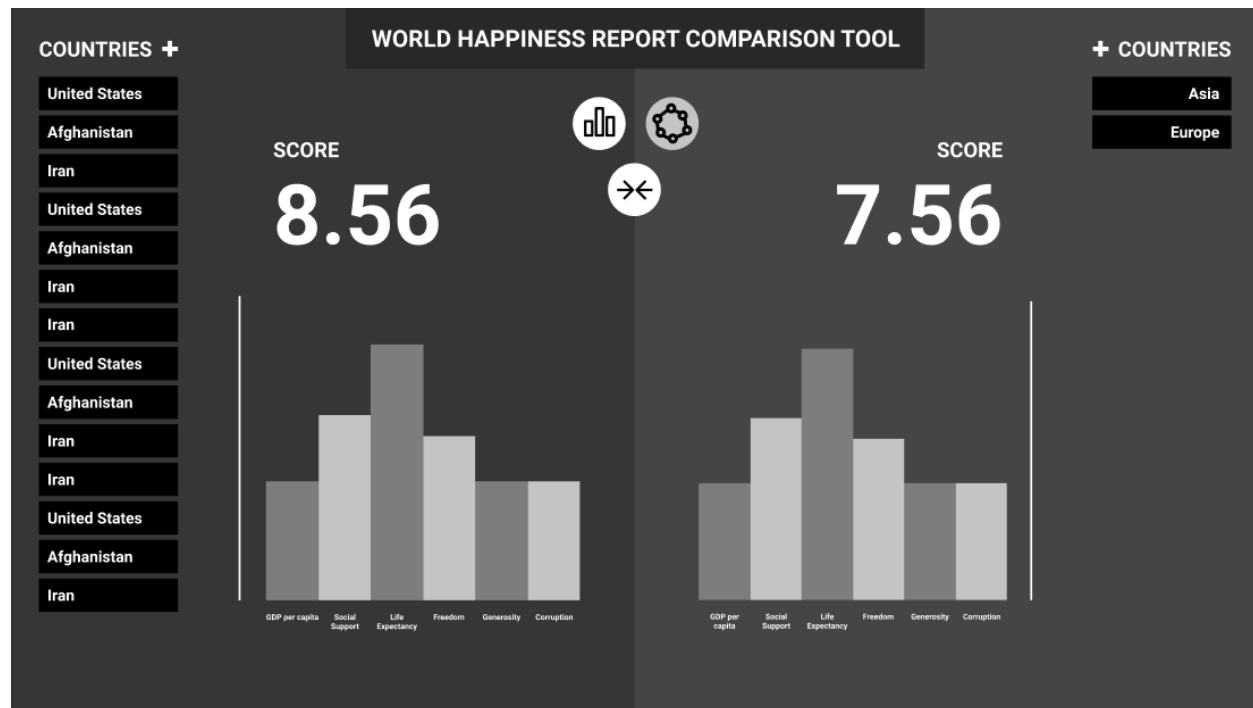 WORLD HAPPINESS REPORT COMPARISON TOOL
COUNTRIES +
United States
Afghanistan
Iran
United States
Afghanistan
Iran
Iran
United States
Afghanistan
Iran
Iran
United States
Afghanistan
Iran
SCORE
8.56
GDP per capita
Social
Support
Life
Expectancy
Freedom
Generosity
Corruption
SCORE
7.56
GDP per
capita
Social
Support
Life
Expectancy
Freedom
Generosity
Corruption
+ COUNTRIES
Asia
Europe